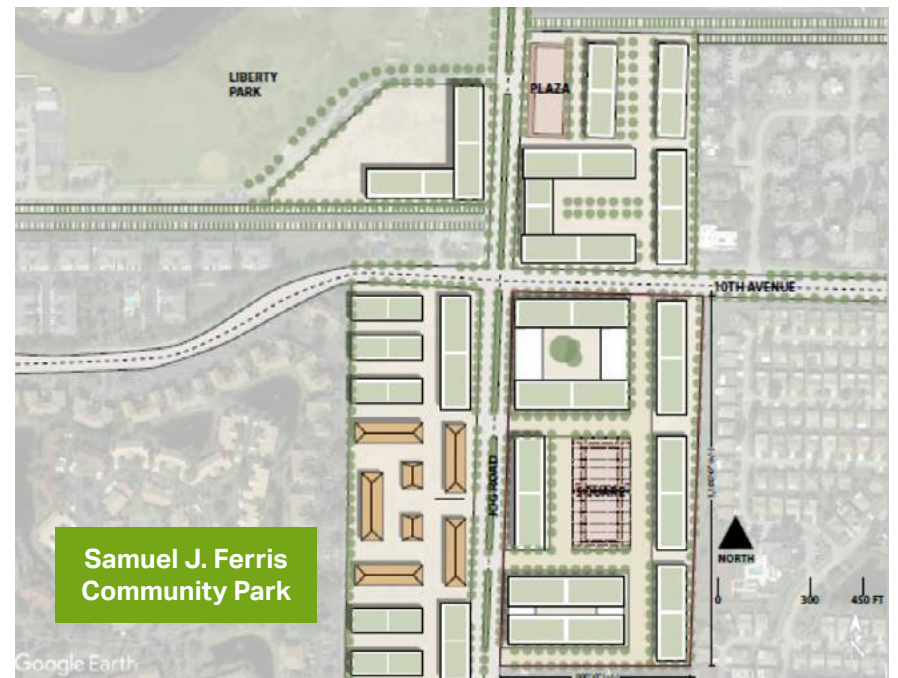 LIBERTY
PARK
PLAZA
10TH AVENUE
JOG ROAD
SQUARE
NORTH
0 300 450 FT
N
Samuel J. Ferris
Community Park
Google Earth